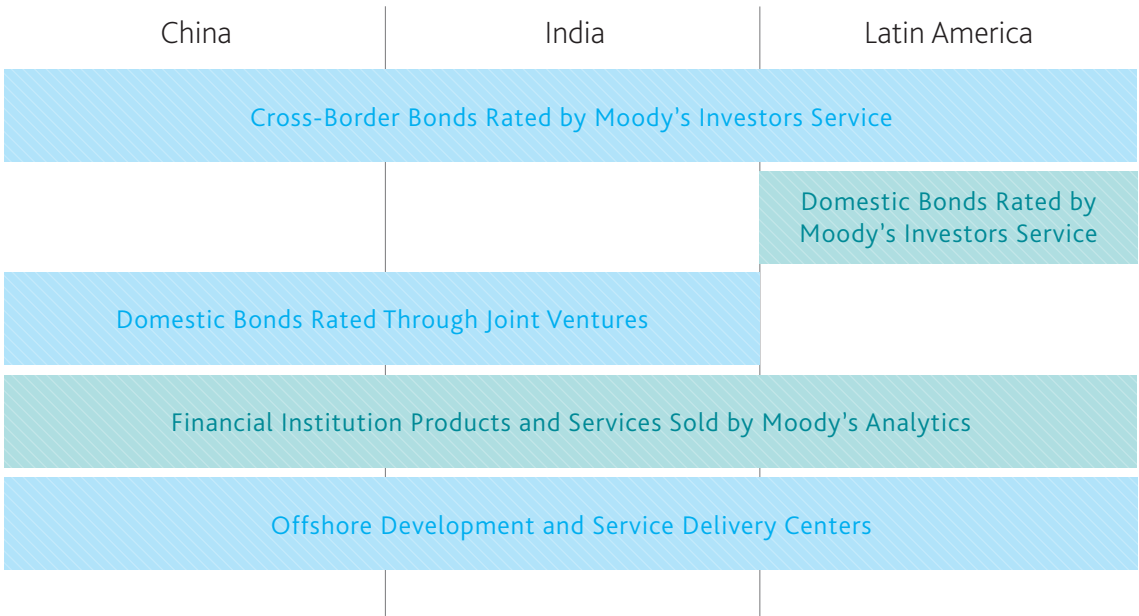 China India Latin America
Cross-Border Bonds Rated by Moody's Investors Service
Domestic Bonds Rated by
Moody's Investors Service
Domestic Bonds Rated Through Joint Ventures
Financial Institution Products and Services Sold by Moody's Analytics
Offshore Development and Service Delivery Centers